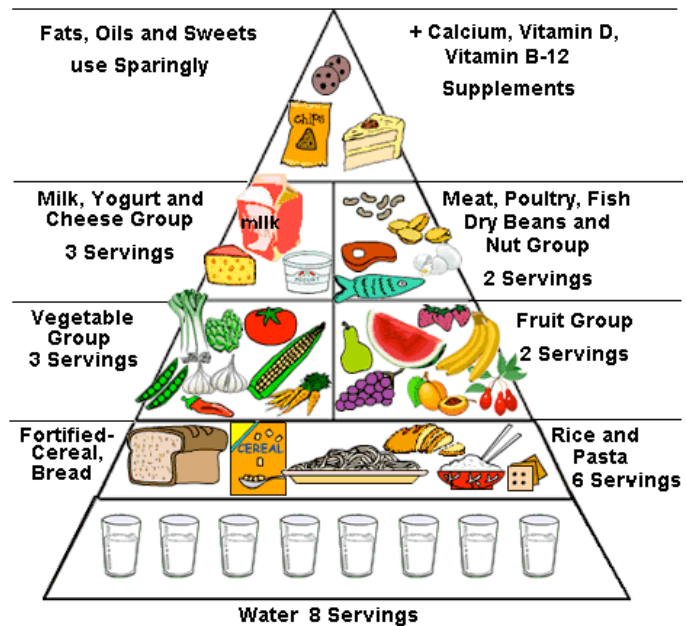 Fats, Oils and Sweets
use Sparingly
+ Calcium, Vitamin D,
Vitamin B-12
Supplements
chips
Milk, Yogurt and
Cheese Group
3 Servings
milk
YOGURT
Meat, Poultry, Fish
Dry Beans and
Nut Group
2 Servings
Vegetable
Group
3 Servings
Fruit Group
2 Servings
Fortified-
Cereal,
Bread
CEREAL
Rice and
Pasta
6 Servings
Water 8 Servings